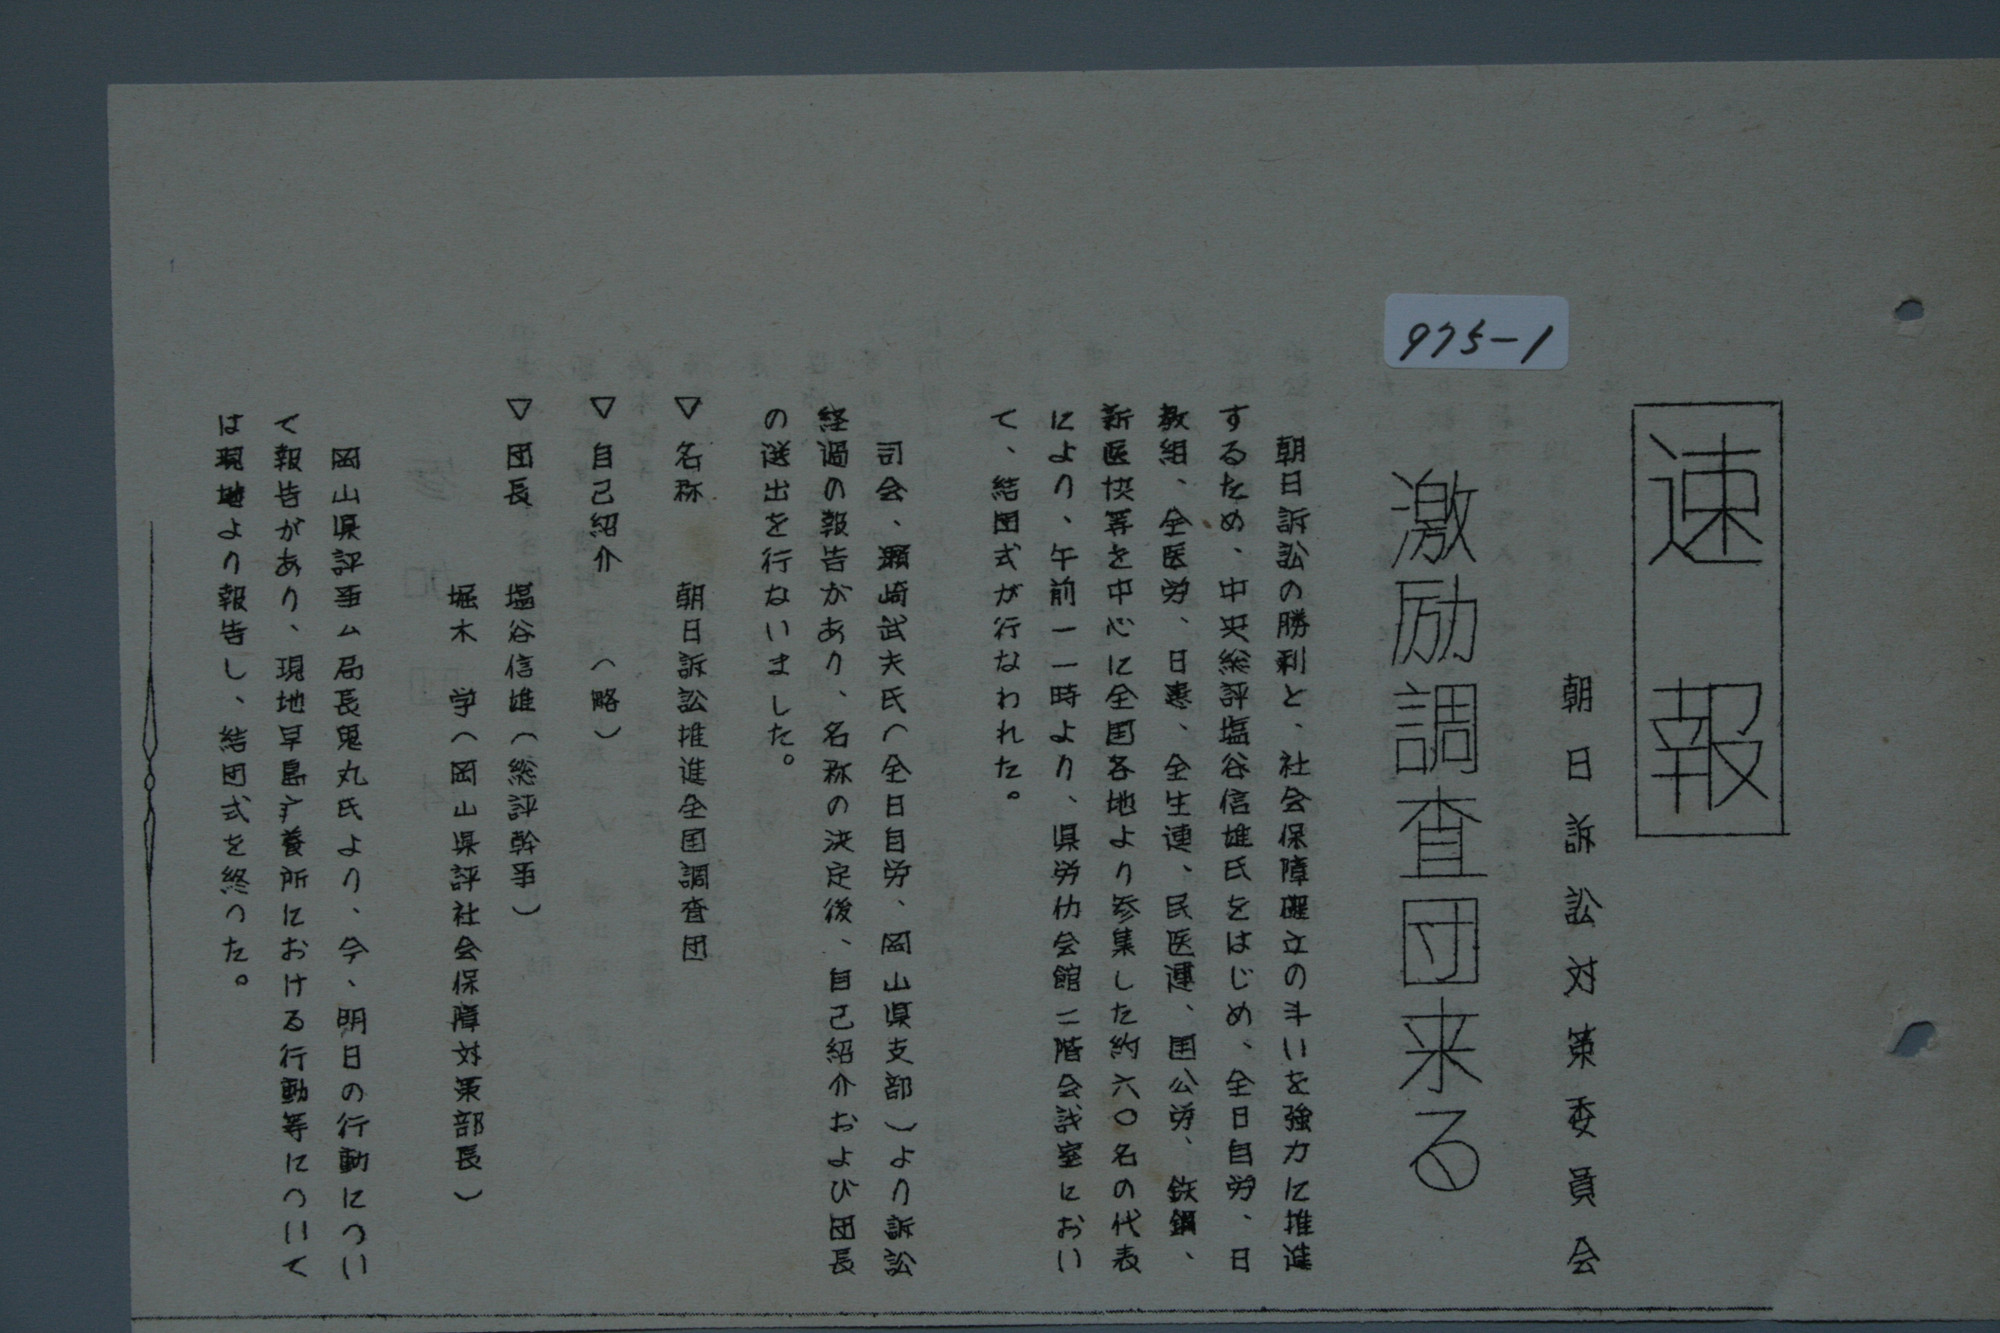 975-1
速報
朝日訴訟対策委員会
激励調査団来る
朝日訴訟の勝利と、社会保障確立の斗いを強力に推進
するため、中央総評塩谷信雄氏をはじめ、全日自労、日
教組、全医労、日患、全生連、民医連、国公労、鉄鋼、
新医快等を中心に全国各地より参集した約六〇名の代表
により、午前一一時より、県労仂会館二階会議室におい
て、結団式が行なわれた。
司会、瀬崎武夫氏（全日自労、岡山県支部）より訴訟
経過の報告があり、名称の決定後、自己紹介および団長
の送出を行ないました。
▽名称　朝日訴訟推進全国調査団
▽自己紹介　（略）
▽団長　塩谷信雄（総評幹事）
堀木　学（岡山県評社会保障対策部長）
岡山県評事ム局長鬼丸氏より、今、明日の行動につい
て報告があり、現地早島疒養所における行動等について
は現地より報告し、結団式を終つた。